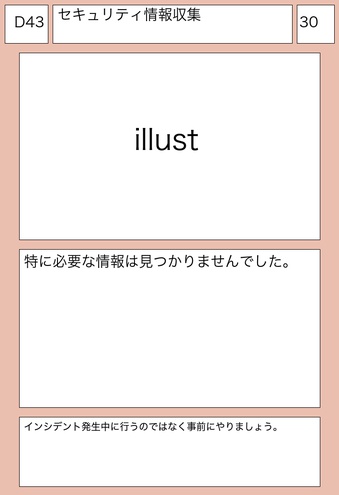 D43
セキュリティ情報収集
30
illust
特に必要な情報は見つかりませんでした。
インシデント発生中に行うのではなく事前にやりましょう。